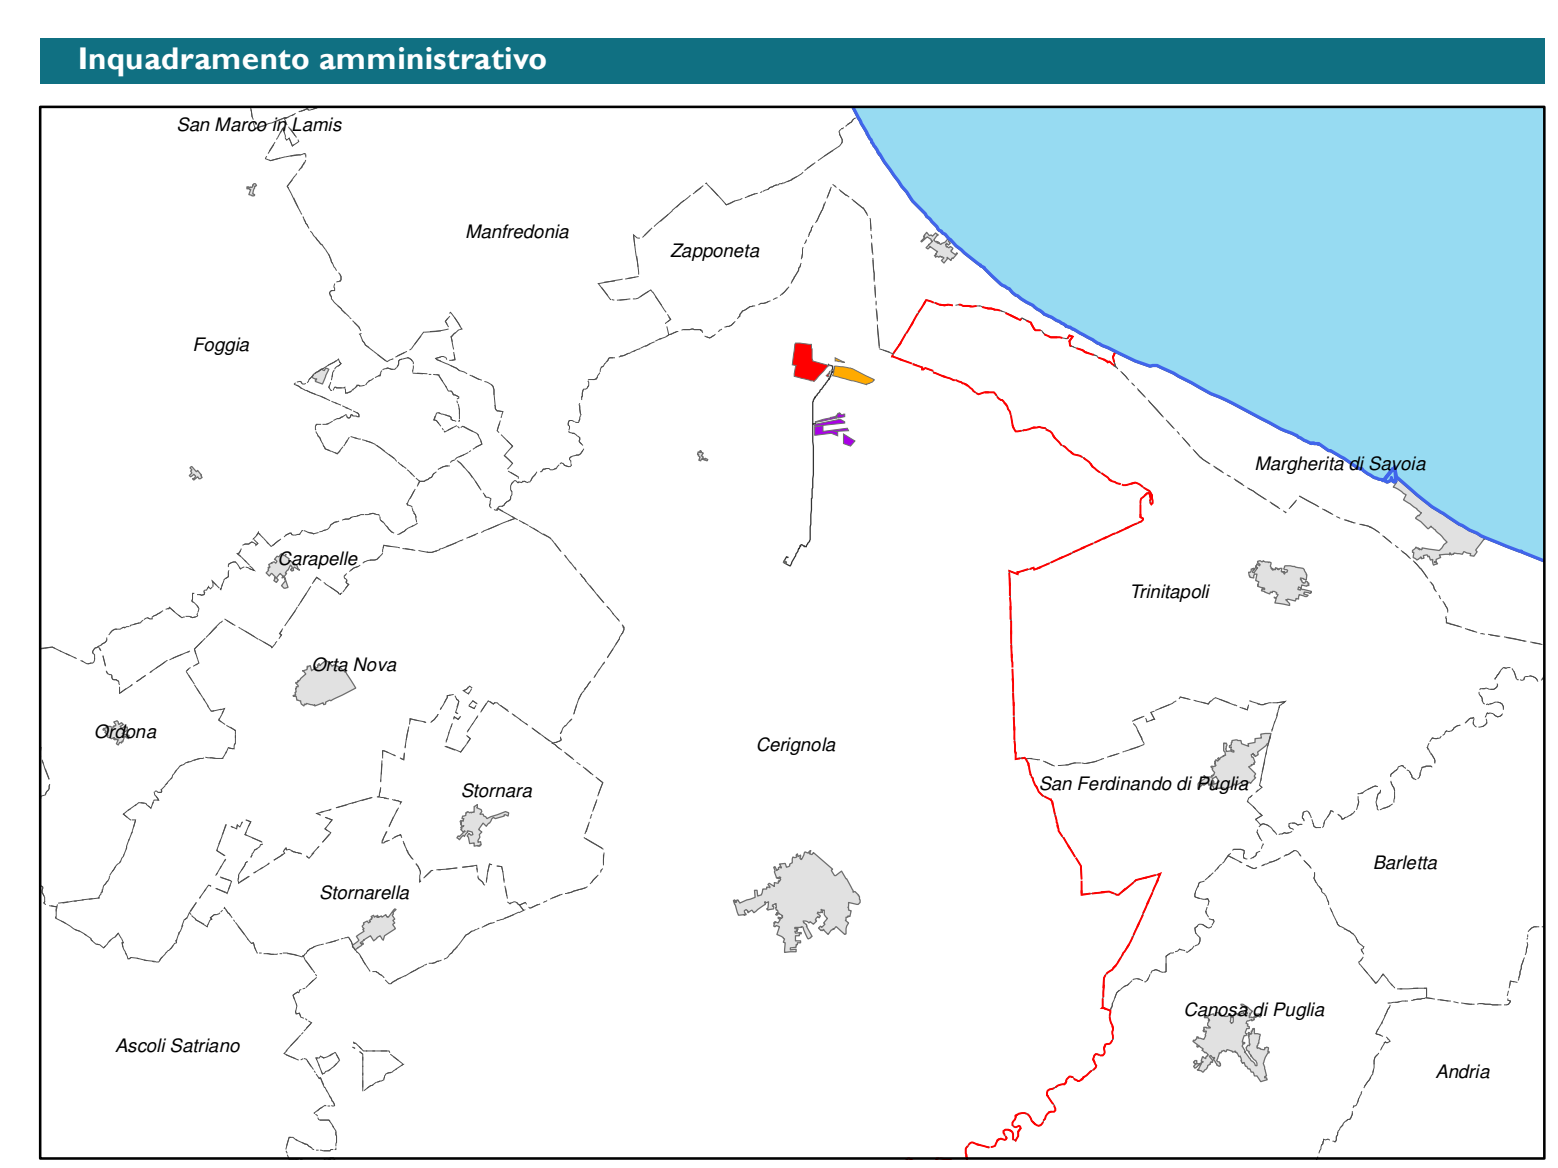 Inquadramento amministrativo
San Marco in Lamis
Manfredonia
Zapponeta
Foggia
Margherita di Savoia
Carapelle
Trinitapoli
Orta Nova
Ordona
Cerignola
San Ferdinando di Puglia
Stornara
Barletta
Stornarella
Canosa di Puglia
Ascoli Satriano
Andria